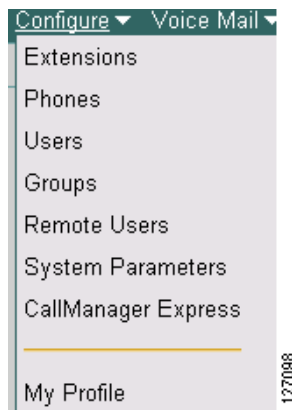 Configure Voice Mail
Extensions
Phones
Users
Groups
Remote Users
System Parameters
CallManager Express
My Profile
127098